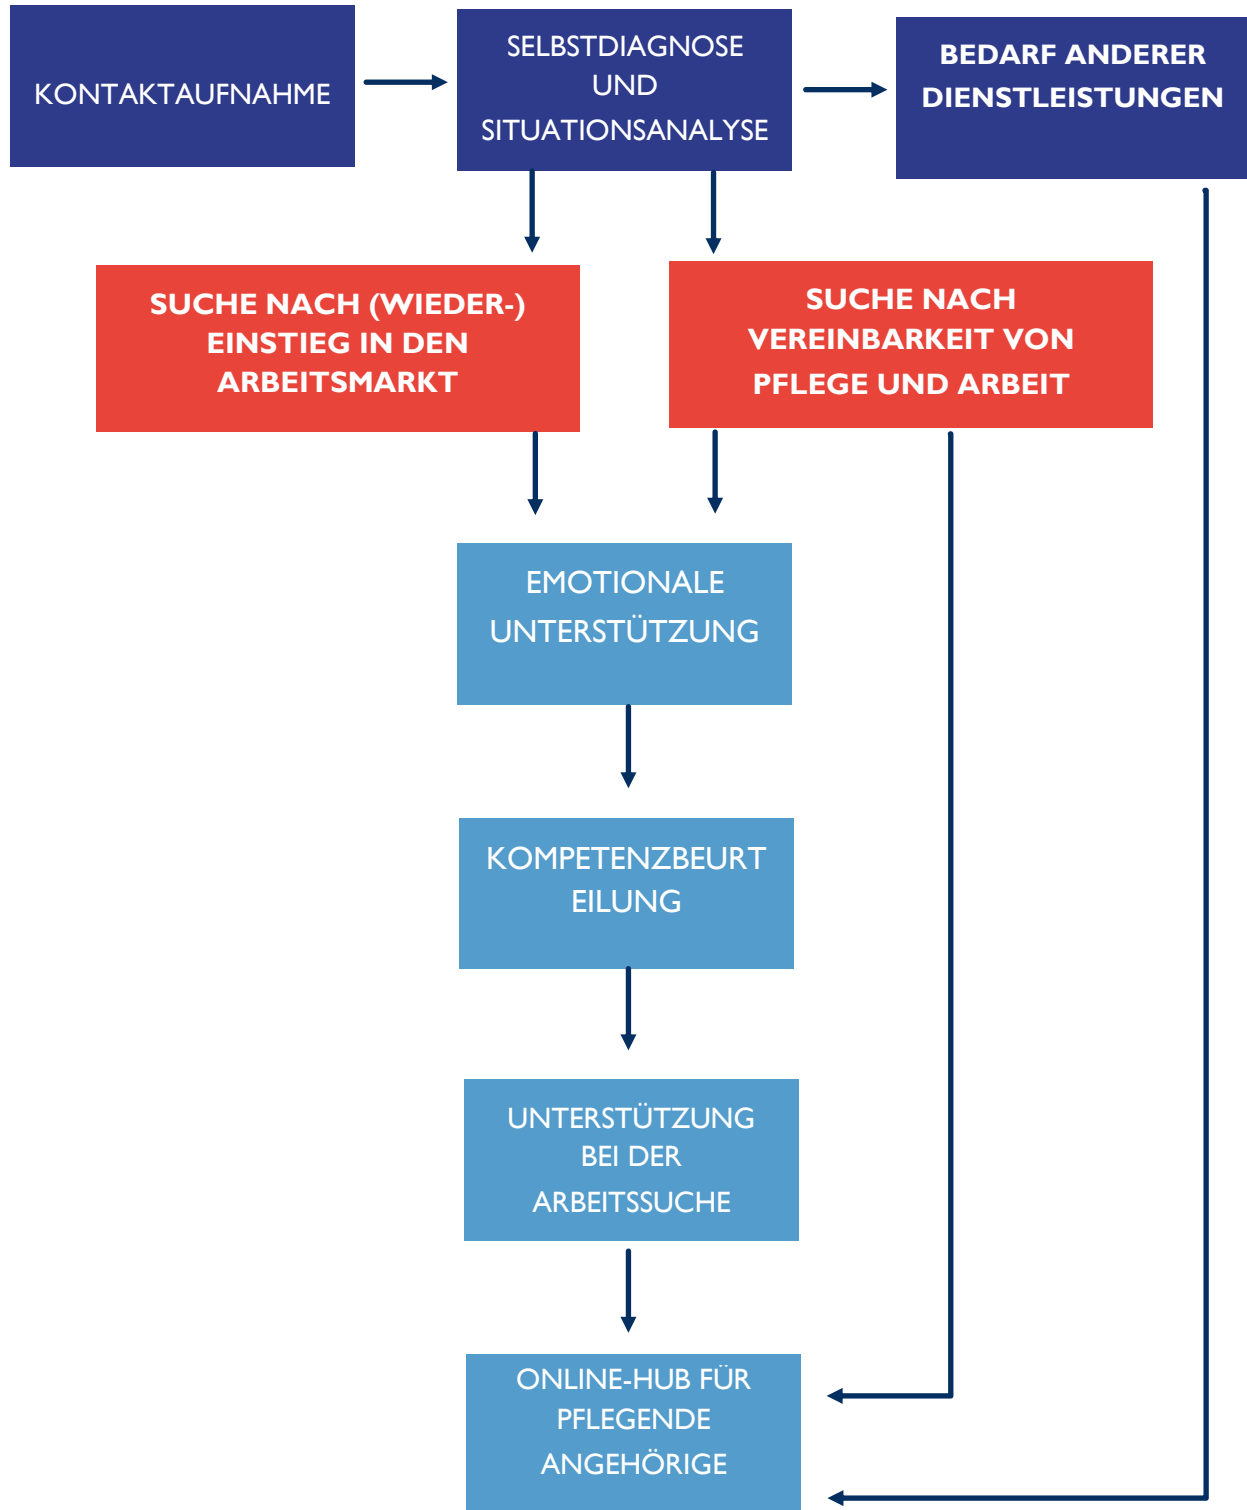 KONTAKTAUFNAHME
SELBSTDIAGNOSE
UND
SITUATIONSANALYSE
BEDARF ANDERER
DIENSTLEISTUNGEN
SUCHE NACH (WIEDER-)
EINSTIEG IN DEN
ARBEITSMARKT
SUCHE NACH
VEREINBARKEIT VON
PFLEGE UND ARBEIT
EMOTIONALE
UNTERSTÜTZUNG
KOMPETENZBEURT
EILUNG
UNTERSTÜTZUNG
BEI DER
ARBEITSSUCHE
ONLINE-HUB FÜR
PFLEGENDE
ANGEHÖRIGE